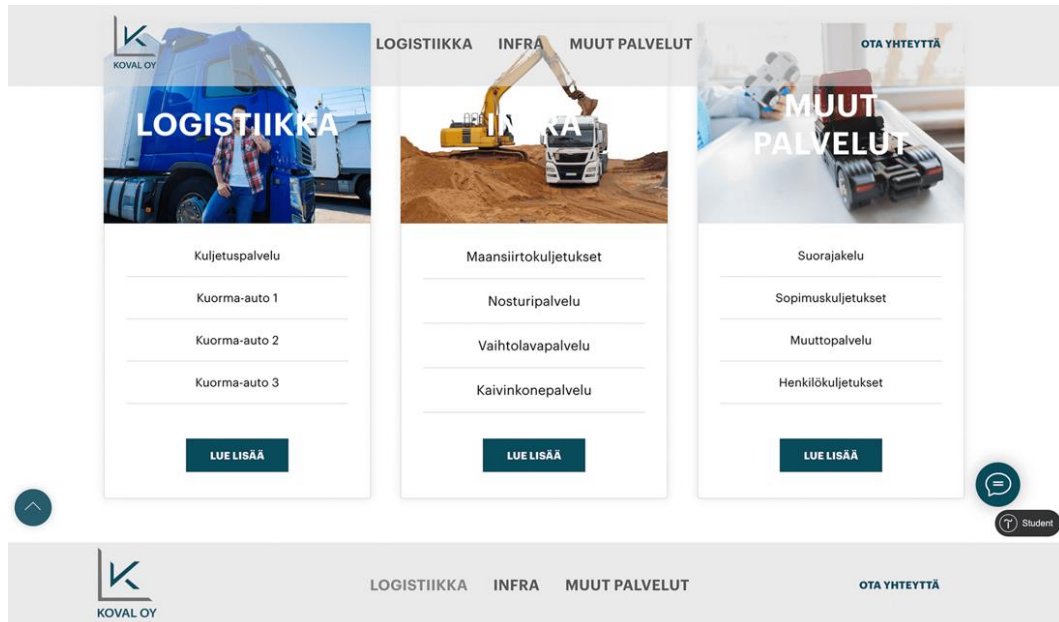 KOVAL OY
LOGISTIIKKA INFRA MUUT PALVELUT
OTA YHTEYTTÄ
LOGISTIIKKA
Kuljetuspalvelu
Kuorma-auto 1
Kuorma-auto 2
Kuorma-auto 3
LUE LISÄÄ
INFRA
Maansiirtokuljetukset
Nosturipalvelu
Vaihtolavapalvelu
Kaivinkonepalvelu
LUE LISÄÄ
MUUT
PALVELUT
Suorajakelu
Sopimuskuljetukset
Muuttopalvelu
Henkilökuljetukset
LUE LISÄÄ
Student
KOVAL OY
LOGISTIIKKA INFRA MUUT PALVELUT
OTA YHTEYTTÄ